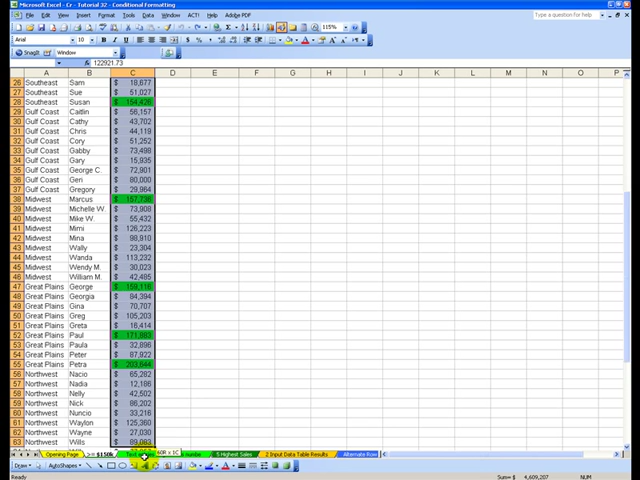 Microsoft Excel - Cr - Tutorial 32 - Conditional Formatting
File Edit View Insert Format Tools Data Window ACT! Help Adobe PDF
Type a question for help
115%
Arial 10 B I U
SnagIt Window
122921.73
A B C D E F G H I J K L M N O P
26 Southeast Sam $ 18,677
27 Southeast Sue $ 51,027
28 Southeast Susan $ 154,426
29 Gulf Coast Caitlin $ 56,157
30 Gulf Coast Cathy $ 43,702
31 Gulf Coast Chris $ 44,119
32 Gulf Coast Cory $ 51,252
33 Gulf Coast Gabby $ 73,498
34 Gulf Coast Gary $ 15,935
35 Gulf Coast George C. $ 72,901
36 Gulf Coast Gen $ 80,000
37 Gulf Coast Gregory $ 29,964
38 Midwest Marcus $ 157,736
39 Midwest Michelle W. $ 73,908
40 Midwest Mike W. $ 55,432
41 Midwest Mimi $ 126,223
42 Midwest Mina $ 98,910
43 Midwest Wally $ 23,304
44 Midwest Wanda $ 113,232
45 Midwest Wendy M. $ 30,023
46 Midwest William M. $ 42,485
47 Great Plains George $ 159,116
48 Great Plains Georgia $ 84,394
49 Great Plains Gina $ 70,707
50 Great Plains Greg $ 105,203
51 Great Plains Greta $ 16,414
52 Great Plains Paul $ 171,883
53 Great Plains Paula $ 32,896
54 Great Plains Peter $ 87,922
55 Great Plains Petra $ 203,644
56 Northwest Nacio $ 65,282
57 Northwest Nadia $ 12,186
58 Northwest Nelly $ 42,502
59 Northwest Nick $ 86,202
60 Northwest Nuncio $ 33,216
61 Northwest Waylon $ 125,360
62 Northwest Wayne $ 27,030
63 Northwest Wills $ 89,083
60R x 1C
Opening Page >= $150k Text 5 Highest Sales 2 Input Data Table Results Alternate Row
Draw AutoShapes
Sum= $ 4,609,207 NUM